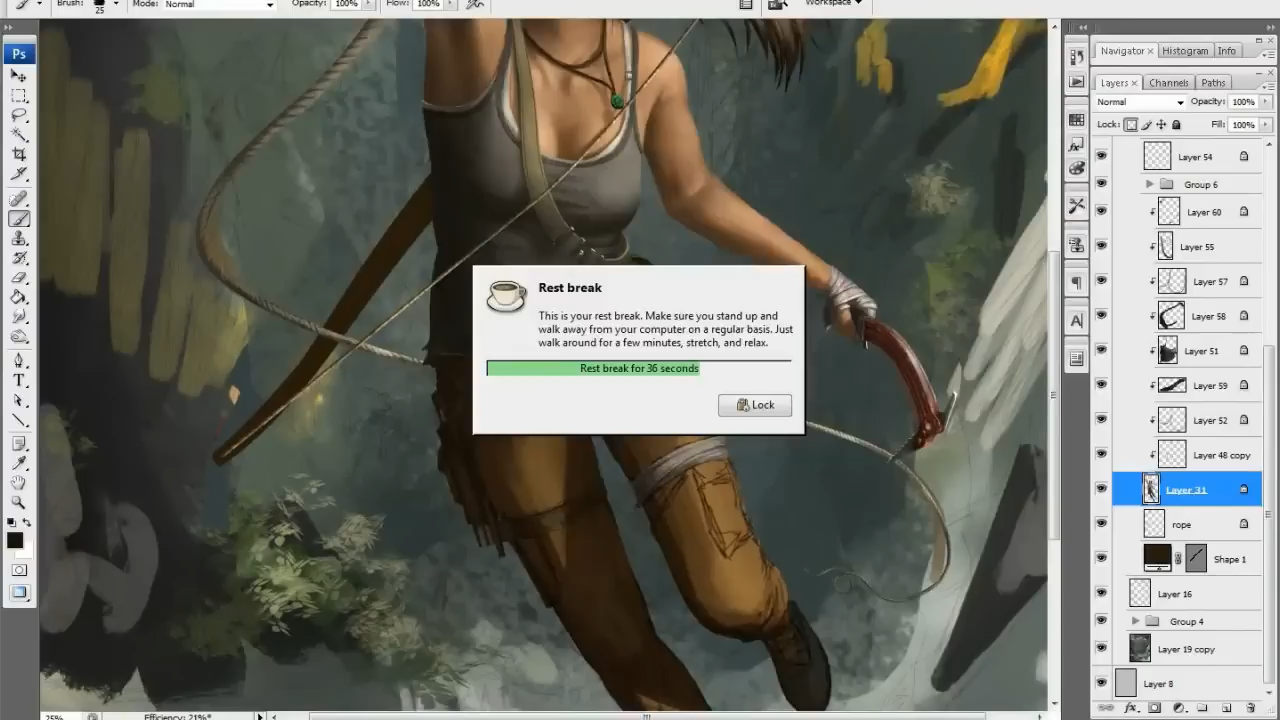 Brush: 25 Mode: Normal Opacity: 100% Flow: 100% Workspace
Ps
Navigator Histogram Info
Layers Channels Paths
Normal Opacity: 100%
Lock: Fill: 100%
Layer 54
Group 6
Layer 60
Layer 55
Layer 57
Layer 58
Layer 51
Layer 59
Layer 52
Layer 48 copy
Layer 31
rope
Shape 1
Layer 16
Group 4
Layer 19 copy
Layer 8
Rest break
This is your rest break. Make sure you stand up and
walk away from your computer on a regular basis. Just
walk around for a few minutes, stretch, and relax.
Rest break for 36 seconds
Lock
25% Efficiency: 21%*